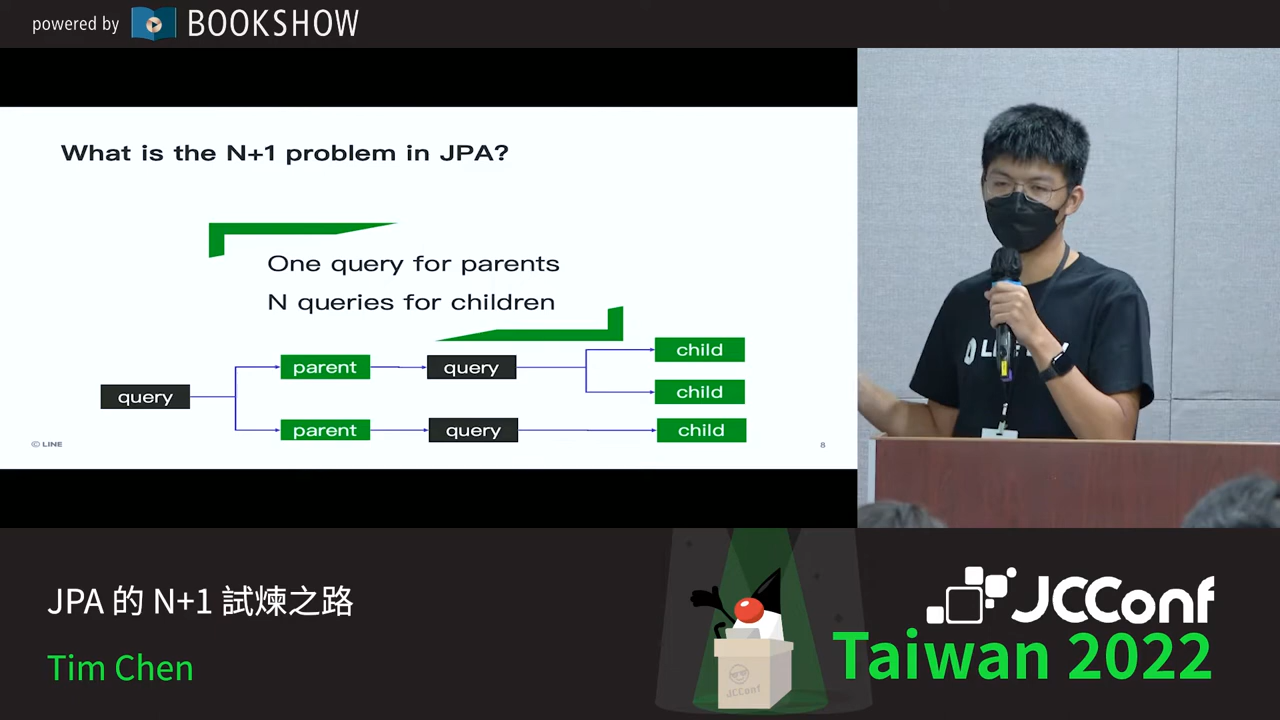 powered by BOOKSHOW
What is the N+1 problem in JPA?
One query for parents
N queries for children
query
parent
query
child
child
parent
query
child
© LINE
8
JPA 的 N+1 試煉之路
Tim Chen
JCConf
JCConf
Taiwan 2022